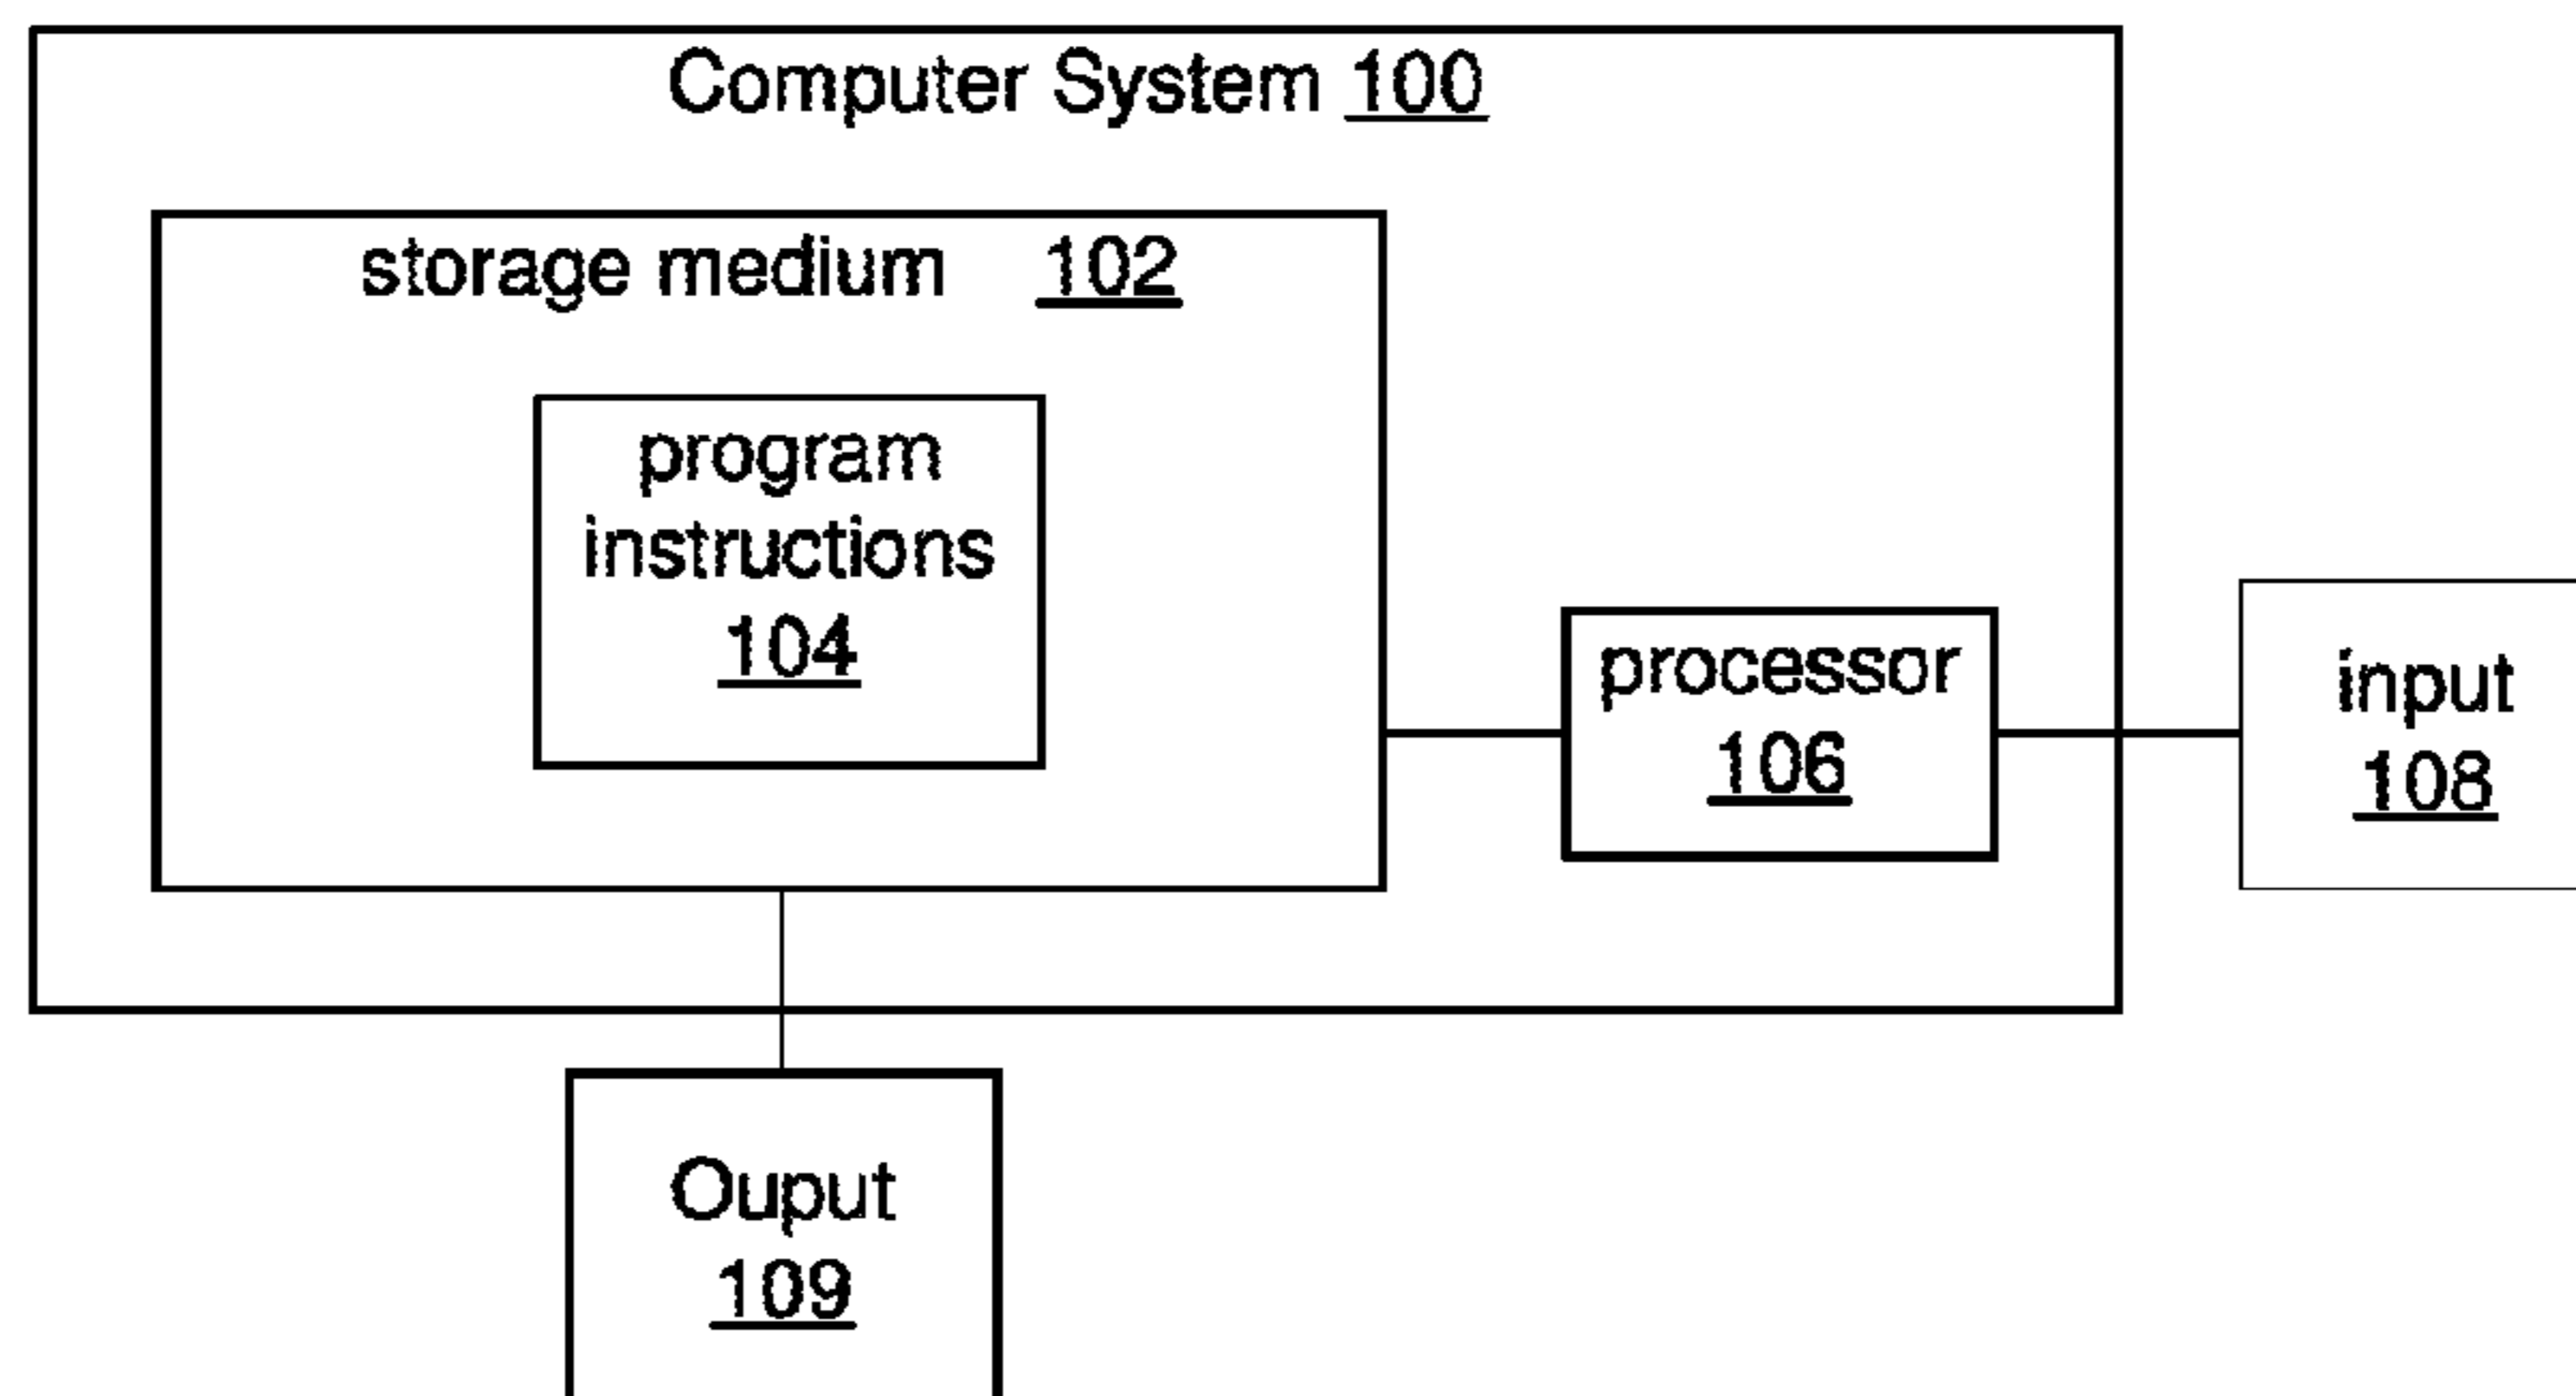 Computer System 100
storage medium 102
program
instructions
104
processor
106
input
108
Ouput
109